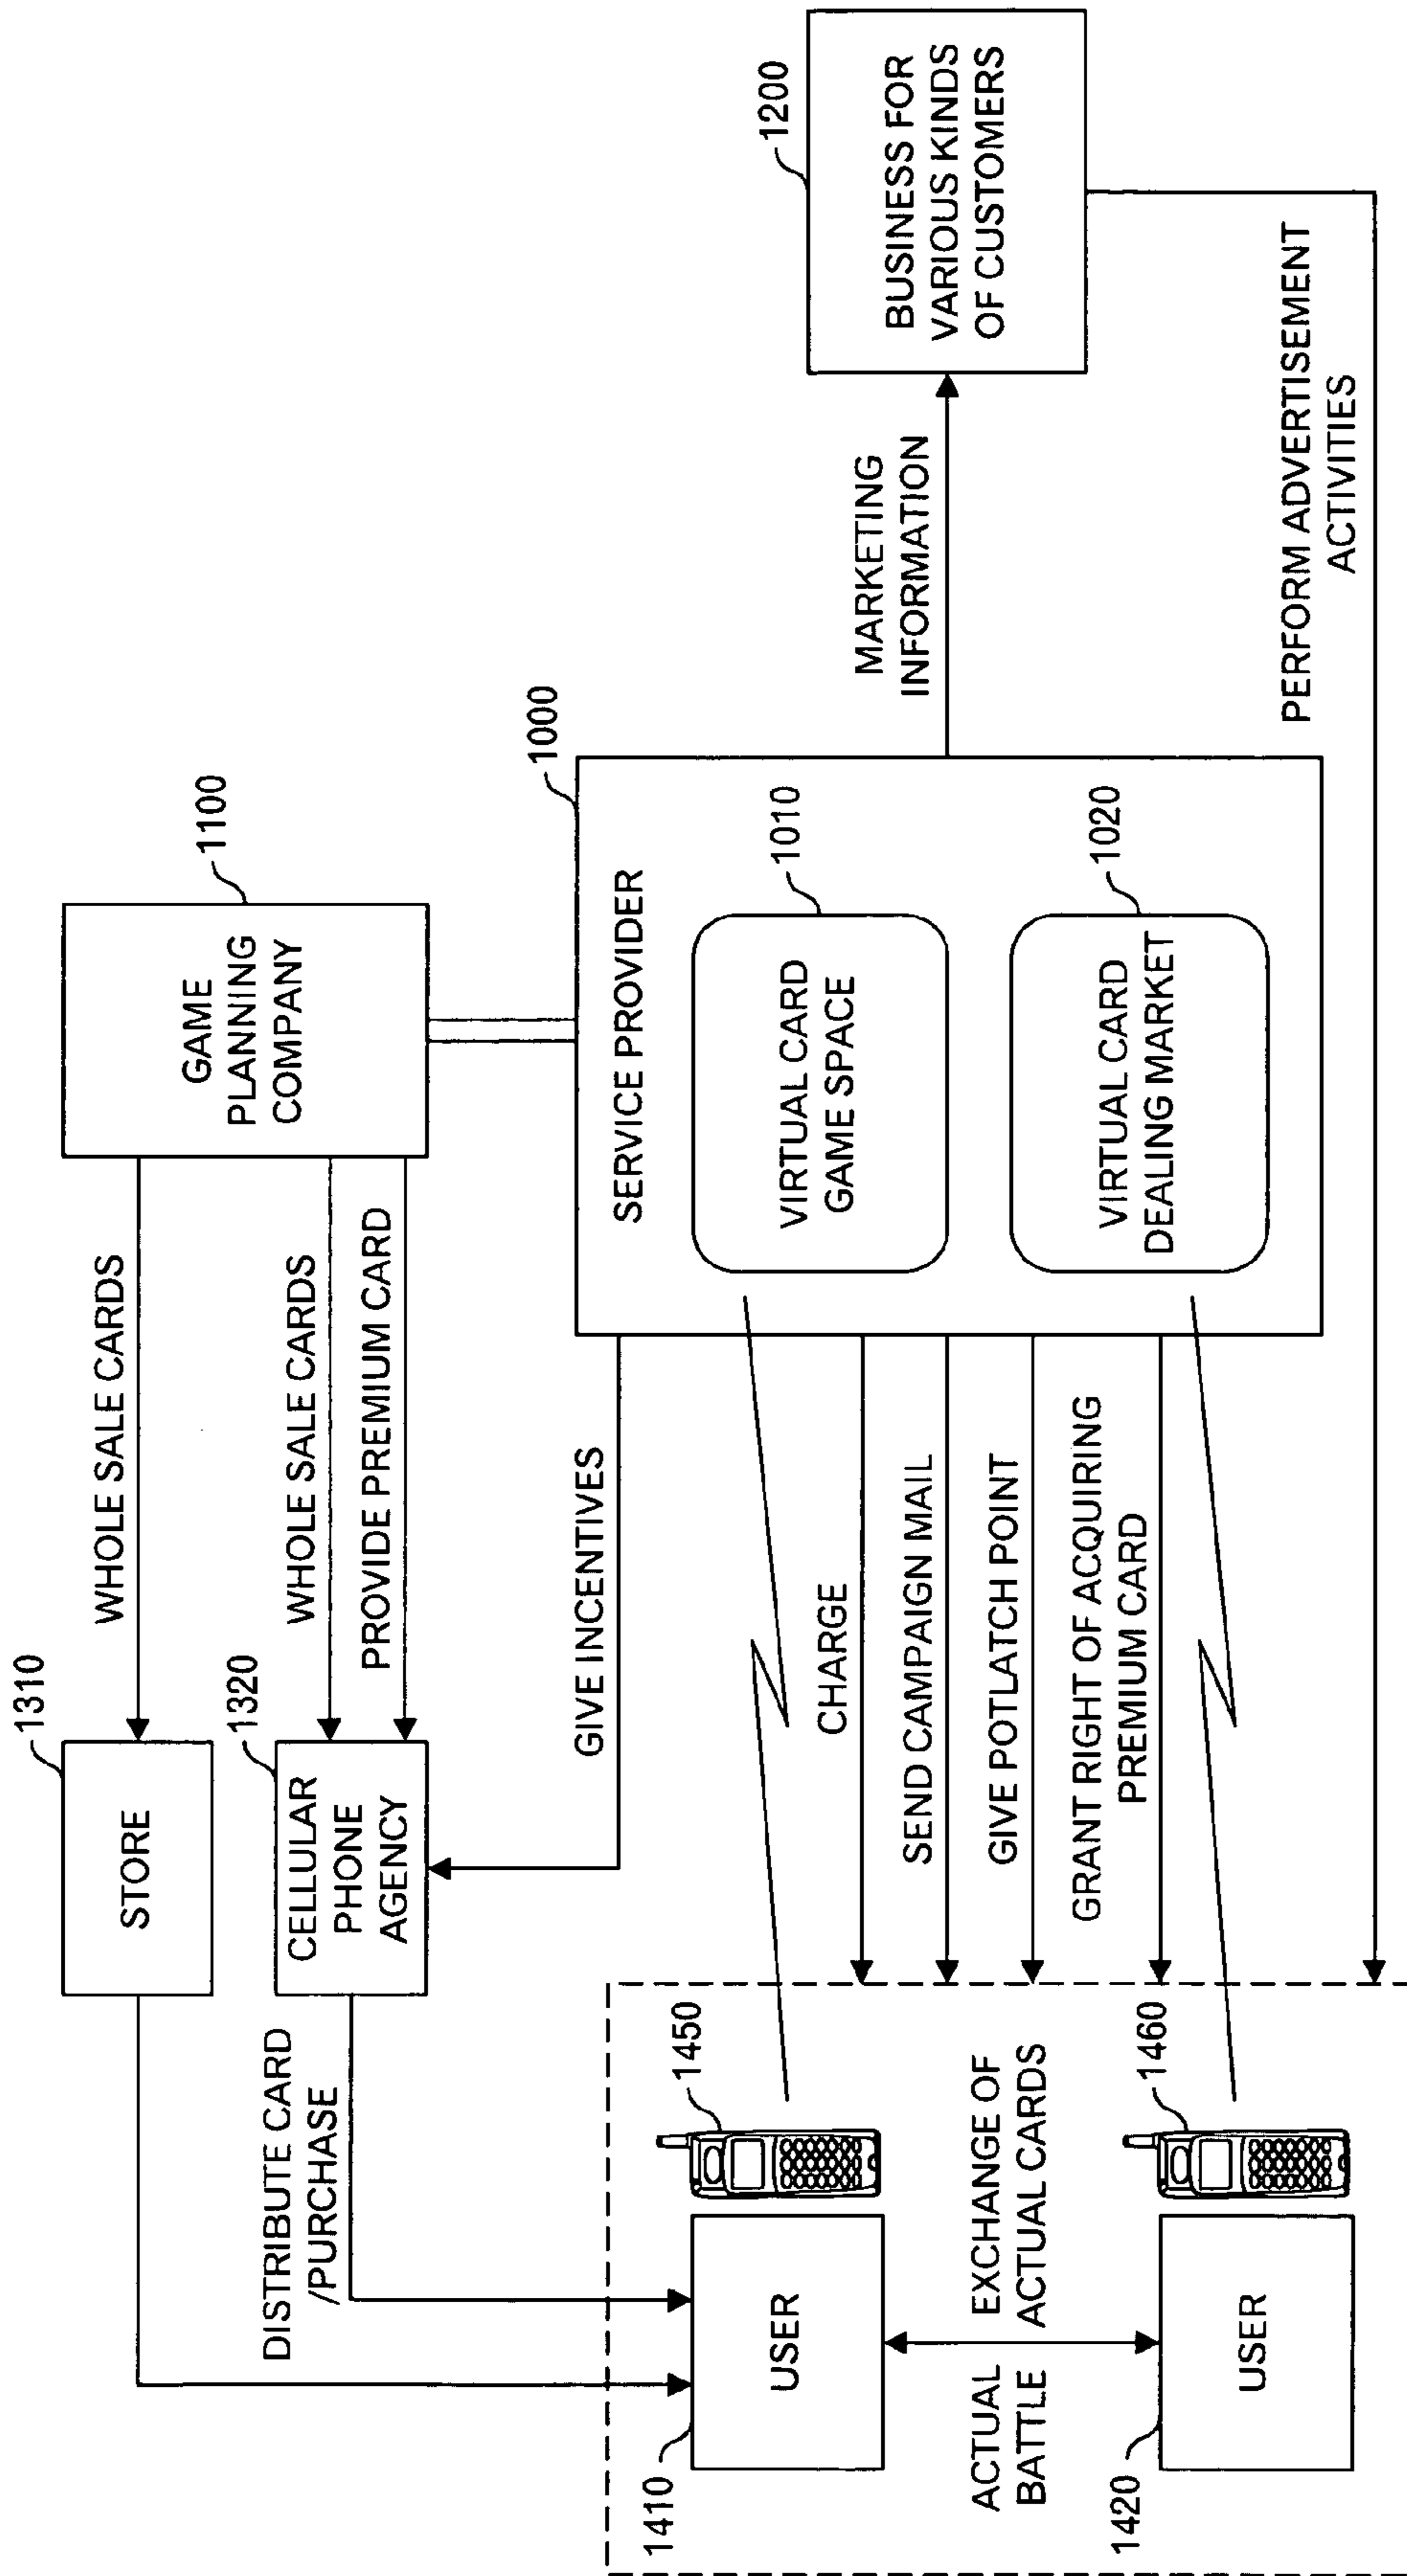 1310
STORE
WHOLE SALE CARDS
GAME
PLANNING
COMPANY
1100
1320
CELLULAR
PHONE
AGENCY
WHOLE SALE CARDS
PROVIDE PREMIUM CARD
DISTRIBUTE CARD
/PURCHASE
GIVE INCENTIVES
1000
SERVICE PROVIDER
VIRTUAL CARD
GAME SPACE
1010
VIRTUAL CARD
DEALING MARKET
1020
MARKETING
INFORMATION
1200
BUSINESS FOR
VARIOUS KINDS
OF CUSTOMERS
CHARGE
SEND CAMPAIGN MAIL
GIVE POTLATCH POINT
GRANT RIGHT OF ACQUIRING
PREMIUM CARD
PERFORM ADVERTISEMENT
ACTIVITIES
1410
USER
1450
ACTUAL
BATTLE
EXCHANGE OF
ACTUAL CARDS
1420
USER
1460